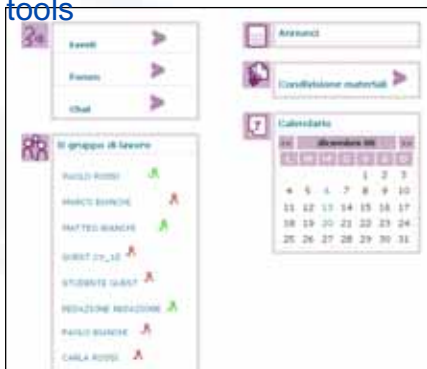 tools
Eventi
Forum
Chat
Il gruppo di lavoro
PAOLO ROSSI
MARCO BIANCHI
MATTEO BIANCHI
GUEST
STUDENTE GUEST
REDAZIONE REDAZIONE
PAOLO BIANCHI
CARLA ROSSI
Annunci
Condivisione materiali
Calendario
<< dicembre 06 >>
L M M G V S D
1 2 3
4 5 6 7 8 9 10
11 12 13 14 15 16 17
18 19 20 21 22 23 24
25 26 27 28 29 30 31